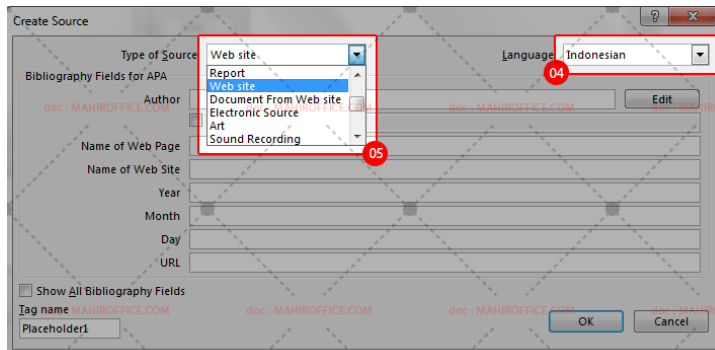 Create Source
Type of Source Web site Language Indonesian
04
Report
Web site
Document From Web site
Electronic Source
Art
Sound Recording
05
Bibliography Fields for APA
Author Edit
doc : MAHIROFFICE.COM doc : MAHIROFFICE.COM doc : MAHIROFFICE.COM doc : MAHIR
Name of Web Page
Name of Web Site
Year
Month
Day
URL
Show All Bibliography Fields
Tag name MAHIROFFICE.COM doc : MAHIROFFICE.COM doc : MAHIROFFICE.COM doc : MAHIR
Placeholder1 OK Cancel